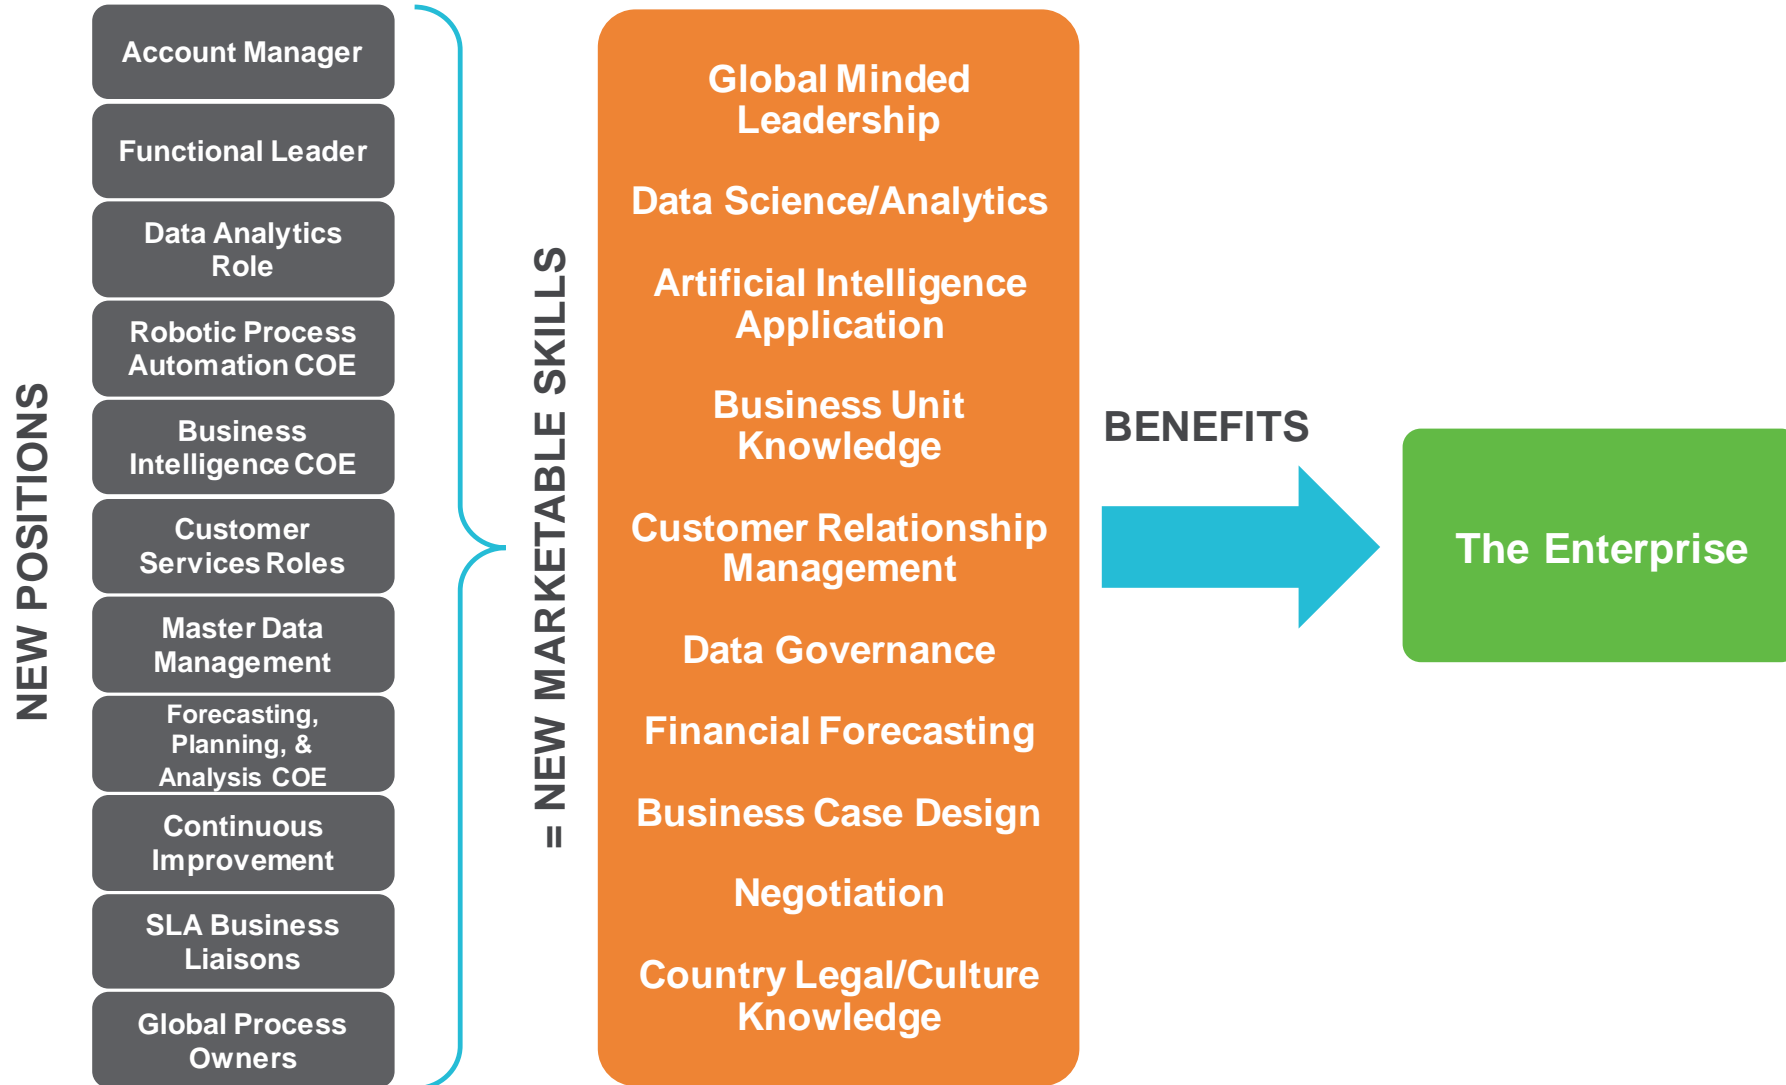 NEW POSITIONS
Account Manager
Functional Leader
Data Analytics
Role
Robotic Process
Automation COE
Business
Intelligence COE
Customer
Services Roles
Master Data
Management
Forecasting,
Planning, &
Analysis COE
Continuous
Improvement
SLA Business
Liaisons
Global Process
Owners
= NEW MARKETABLE SKILLS
Global Minded
Leadership
Data Science/Analytics
Artificial Intelligence
Application
Business Unit
Knowledge
Customer Relationship
Management
Data Governance
Financial Forecasting
Business Case Design
Negotiation
Country Legal/Culture
Knowledge
BENEFITS
The Enterprise